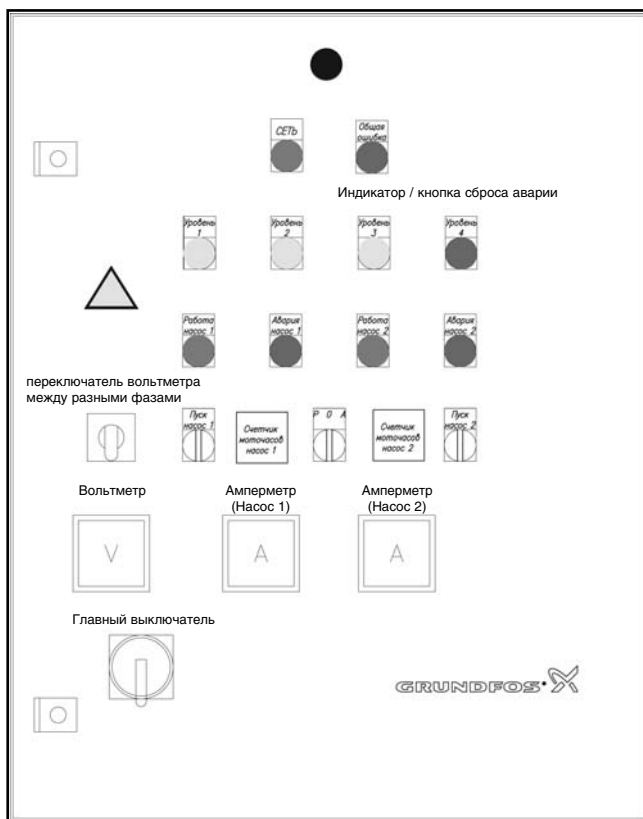 СЕТЬ
Общая
ошибка
Индикатор / кнопка сброса аварии
Уровень
1
Уровень
2
Уровень
3
Уровень
4
Работа
насос 1
Авария
насос 1
Работа
насос 2
Авария
насос 2
переключатель вольтметра
между разными фазами
Пуск
насос 1
Счетчик
моточасов
насос 1
Р О А
Счетчик
моточасов
насос 2
Пуск
насос 2
Вольтметр
Амперметр
(Насос 1)
Амперметр
(Насос 2)
V
A
A
Главный выключатель
GRUNDFOS